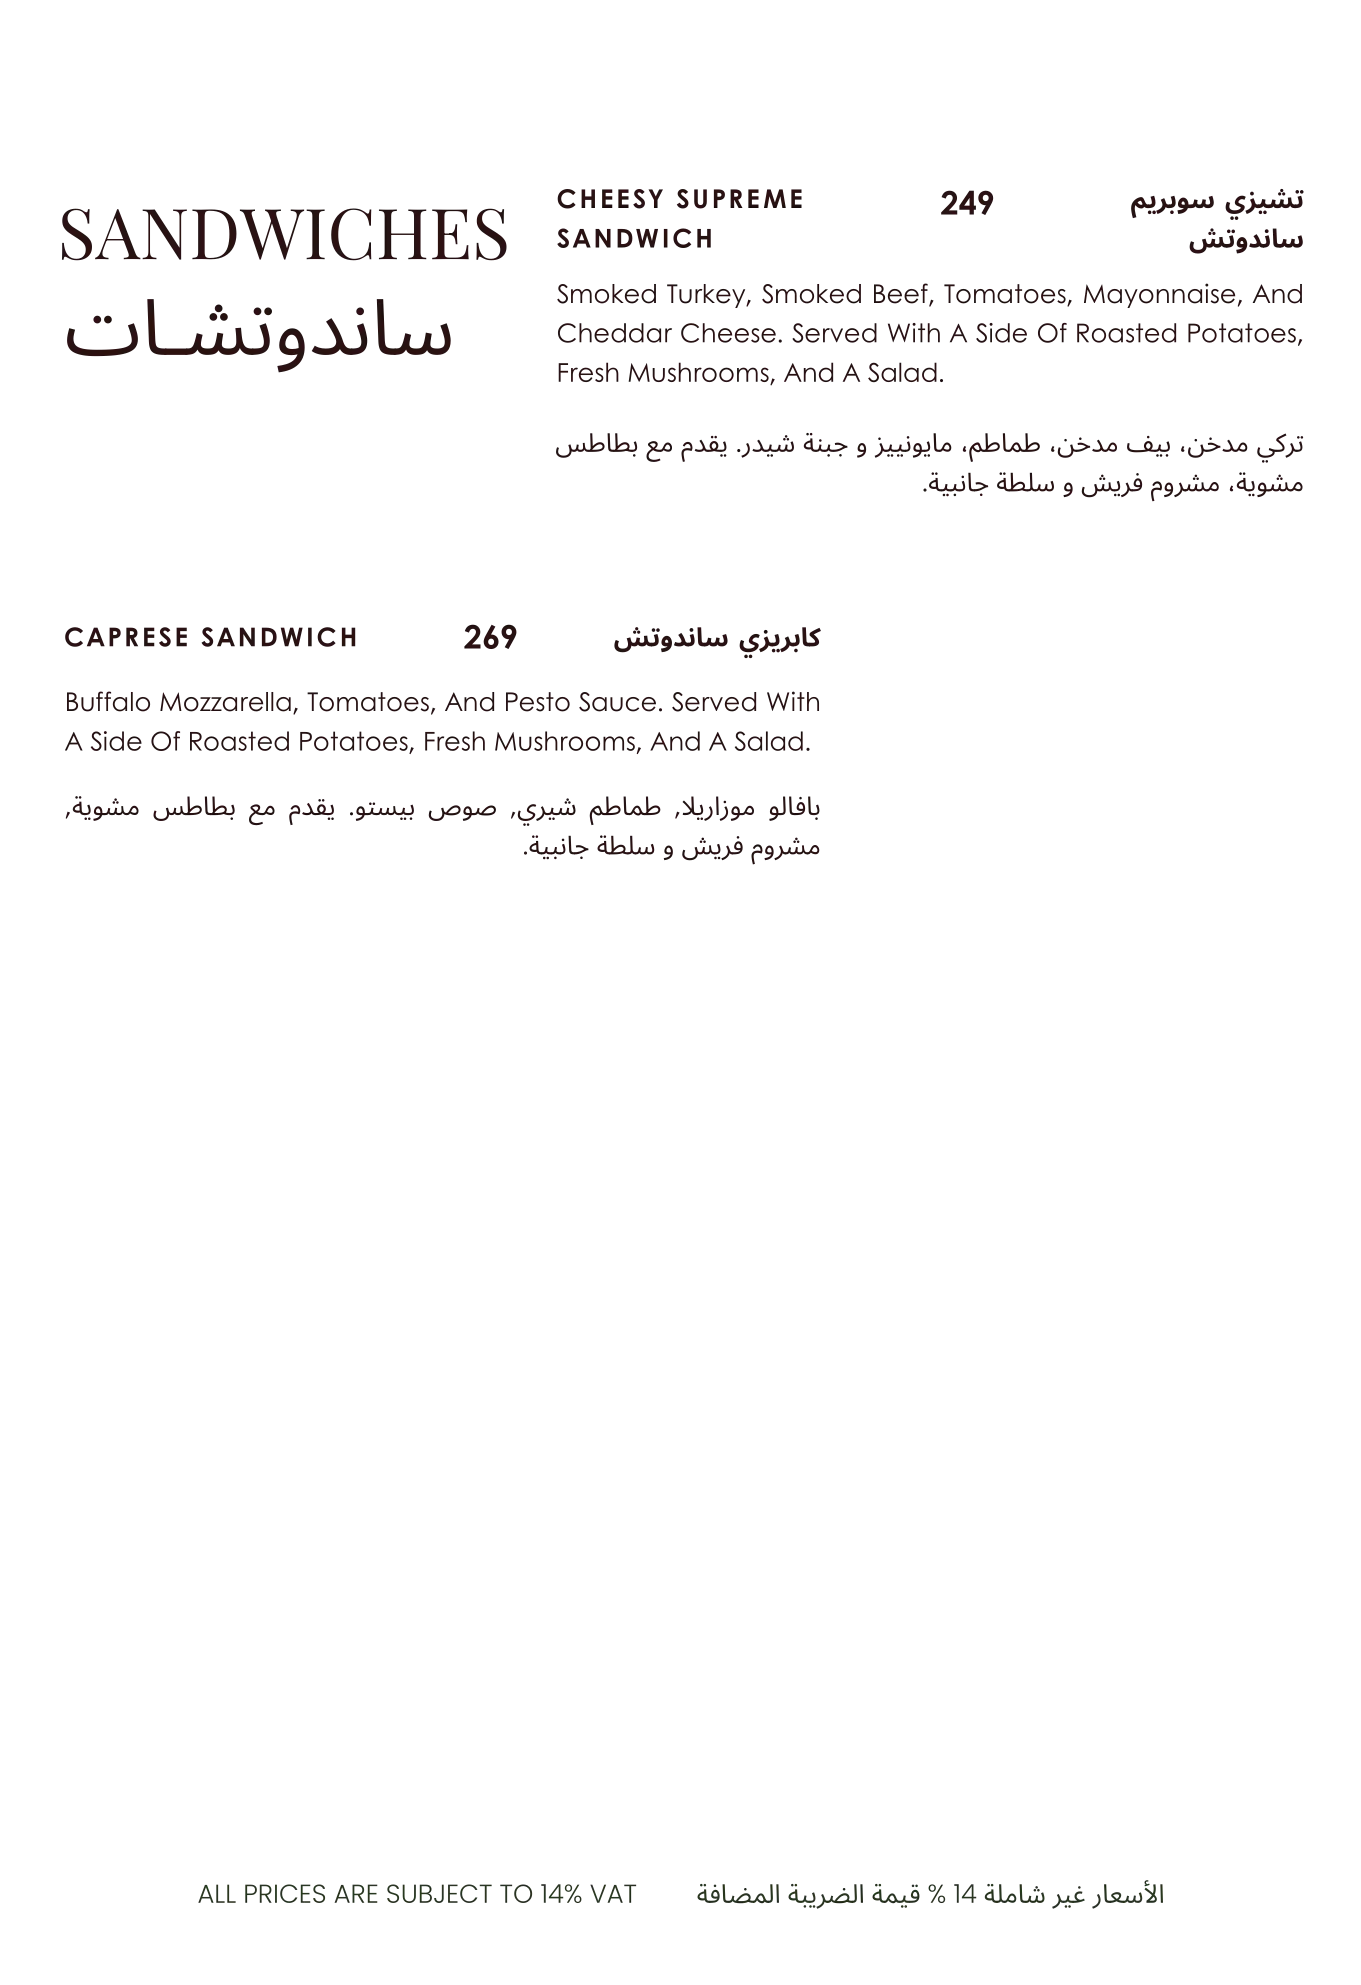 SANDWICHES
ساندوتشـات
CHEESY SUPREME
SANDWICH
249
تشيزي سوبريم
ساندوتش
Smoked Turkey, Smoked Beef, Tomatoes, Mayonnaise, And
Cheddar Cheese. Served With A Side Of Roasted Potatoes,
Fresh Mushrooms, And A Salad.
تركي مدخن، بيف مدخن، طماطم، مايونييز و جبنة شيدر. يقدم مع بطاطس
مشوية، مشروم فريش و سلطة جانبية.
CAPRESE SANDWICH 269 كابريزي ساندوتش
Buffalo Mozzarella, Tomatoes, And Pesto Sauce. Served With
A Side Of Roasted Potatoes, Fresh Mushrooms, And A Salad.
بافالو موزاريلا, طماطم شيري, صوص بيستو. يقدم مع بطاطس مشوية,
مشروم فريش و سلطة جانبية.
ALL PRICES ARE SUBJECT TO 14% VAT
الأسعار غير شاملة 14 % قيمة الضريبة المضافة